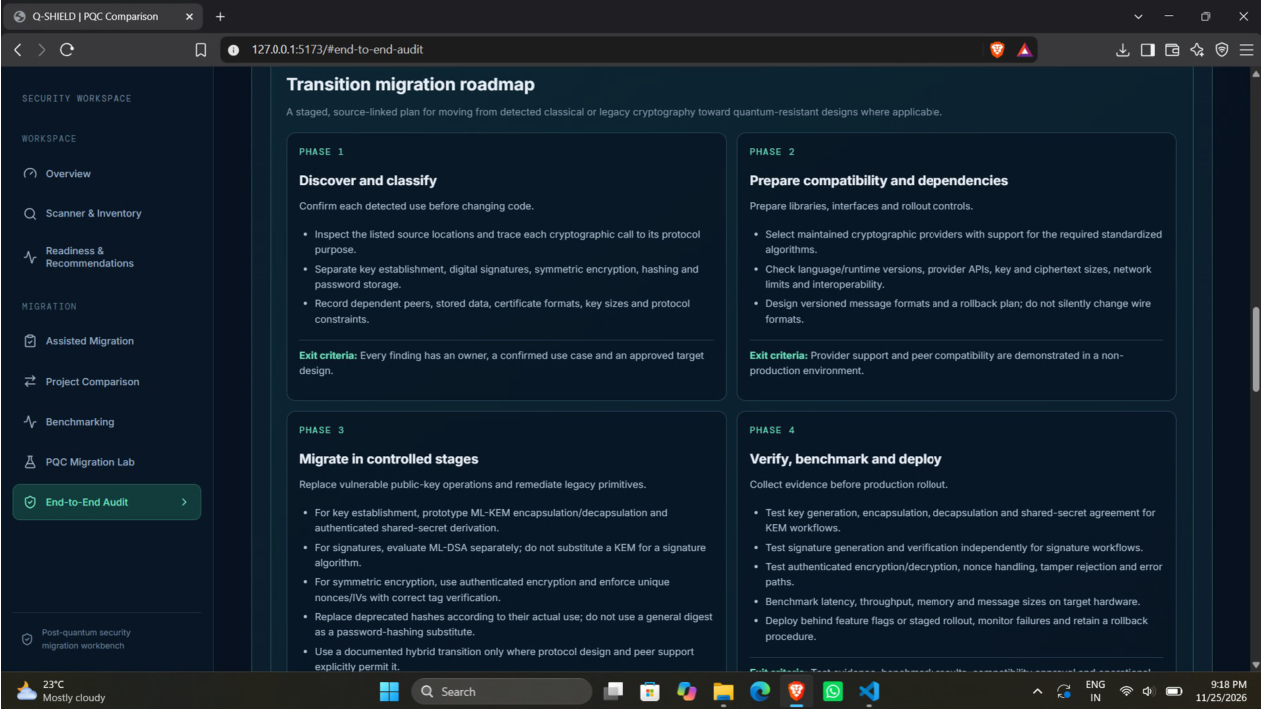 Q-SHIELD | PQC Comparison
127.0.0.1:5173/#end-to-end-audit
SECURITY WORKSPACE
WORKSPACE
Overview
Scanner & Inventory
Readiness &
Recommendations
MIGRATION
Assisted Migration
Project Comparison
Benchmarking
PQC Migration Lab
End-to-End Audit
Post-quantum security
migration workbench
Transition migration roadmap
A staged, source-linked plan for moving from detected classical or legacy cryptography toward quantum-resistant designs where applicable.
PHASE 1
Discover and classify
Confirm each detected use before changing code.
• Inspect the listed source locations and trace each cryptographic call to its protocol
purpose.
• Separate key establishment, digital signatures, symmetric encryption, hashing and
password storage.
• Record dependent peers, stored data, certificate formats, key sizes and protocol
constraints.
Exit criteria: Every finding has an owner, a confirmed use case and an approved target
design.
PHASE 2
Prepare compatibility and dependencies
Prepare libraries, interfaces and rollout controls.
• Select maintained cryptographic providers with support for the required standardized
algorithms.
• Check language/runtime versions, provider APIs, key and ciphertext sizes, network
limits and interoperability.
• Design versioned message formats and a rollback plan; do not silently change wire
formats.
Exit criteria: Provider support and peer compatibility are demonstrated in a non-
production environment.
PHASE 3
Migrate in controlled stages
Replace vulnerable public-key operations and remediate legacy primitives.
• For key establishment, prototype ML-KEM encapsulation/decapsulation and
authenticated shared-secret derivation.
• For signatures, evaluate ML-DSA separately; do not substitute a KEM for a signature
algorithm.
• For symmetric encryption, use authenticated encryption and enforce unique
nonces/IVs with correct tag verification.
• Replace deprecated hashes according to their actual use; do not use a general digest
as a password-hashing substitute.
• Use a documented hybrid transition only where protocol design and peer support
explicitly permit it.
PHASE 4
Verify, benchmark and deploy
Collect evidence before production rollout.
• Test key generation, encapsulation, decapsulation and shared-secret agreement for
KEM workflows.
• Test signature generation and verification independently for signature workflows.
• Test authenticated encryption/decryption, nonce handling, tamper rejection and error
paths.
• Benchmark latency, throughput, memory and message sizes on target hardware.
• Deploy behind feature flags or staged rollout, monitor failures and retain a rollback
procedure.
Exit criteria: Test evidence, benchmark results, compatibility approval and operational
23°C
Mostly cloudy
Search
ENG
IN
9:18 PM
11/25/2026